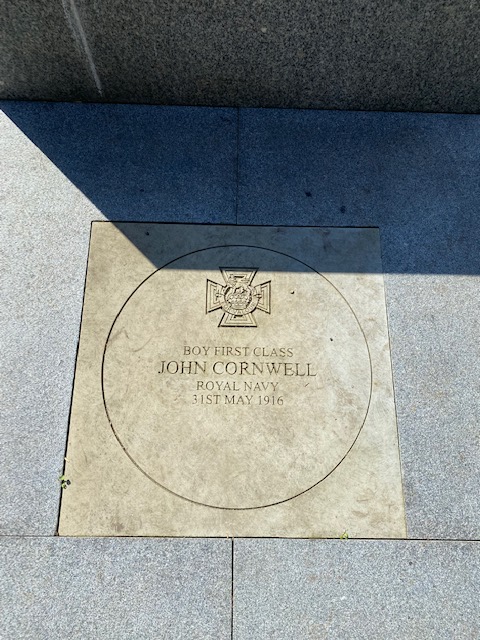 BOY FIRST CLASS
JOHN CORNWELL
ROYAL NAVY
31ST MAY 1916